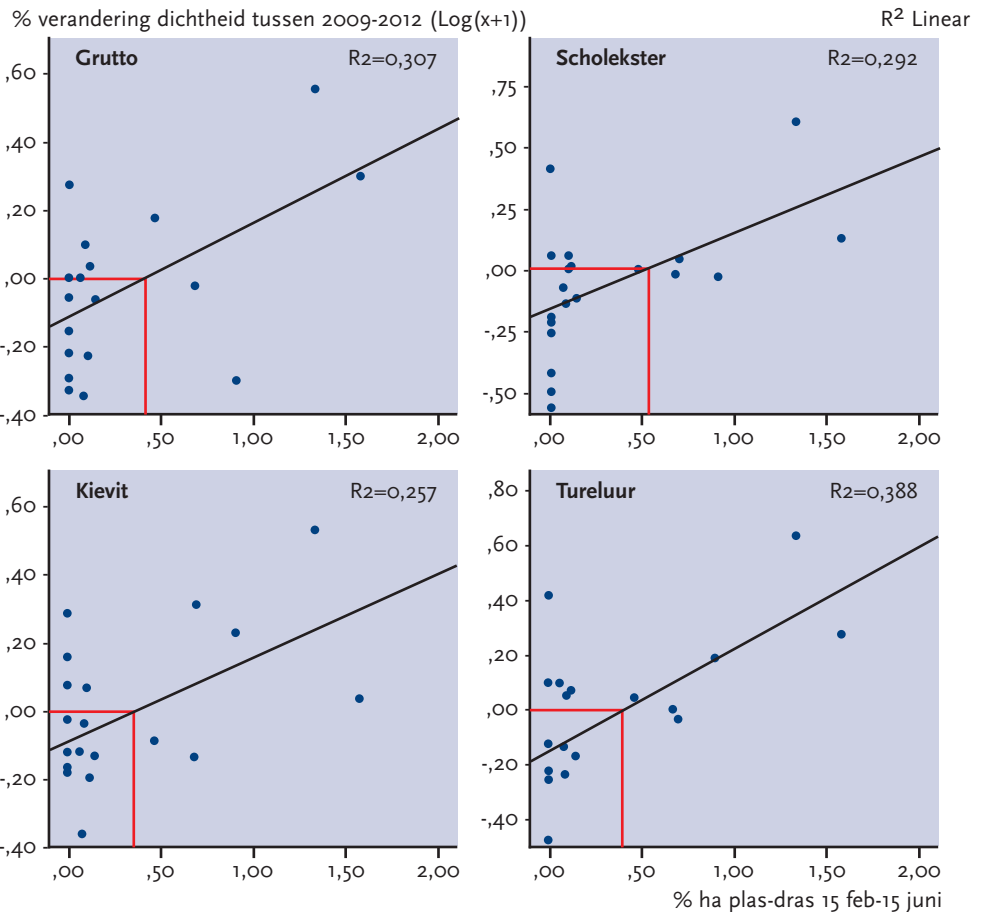 % verandering dichtheid tussen 2009-2012 (Log(x+1))
R² Linear
Grutto
R2=0,307
,60
,40
,20
,00
-,20
-,40
,00 ,50 1,00 1,50 2,00
Scholekster
R2=0,292
,75
,50
,25
,00
-,25
-,50
,00 ,50 1,00 1,50 2,00
Kievit
R2=0,257
,60
,40
,20
,00
-,20
-,40
,00 ,50 1,00 1,50 2,00
Tureluur
R2=0,388
,80
,60
,40
,20
,00
-,20
-,40
,00 ,50 1,00 1,50 2,00
% ha plas-dras 15 feb-15 juni